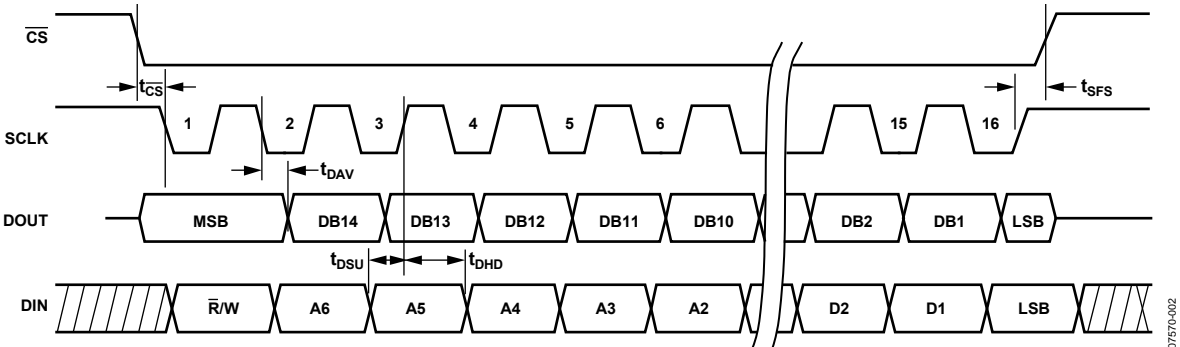 CS
tCS
tSFS
SCLK
1 2 3 4 5 6 15 16
tDAV
DOUT
MSB DB14 DB13 DB12 DB11 DB10 DB2 DB1 LSB
tDSU
tDHD
DIN
R/W A6 A5 A4 A3 A2 D2 D1 LSB
07570-002